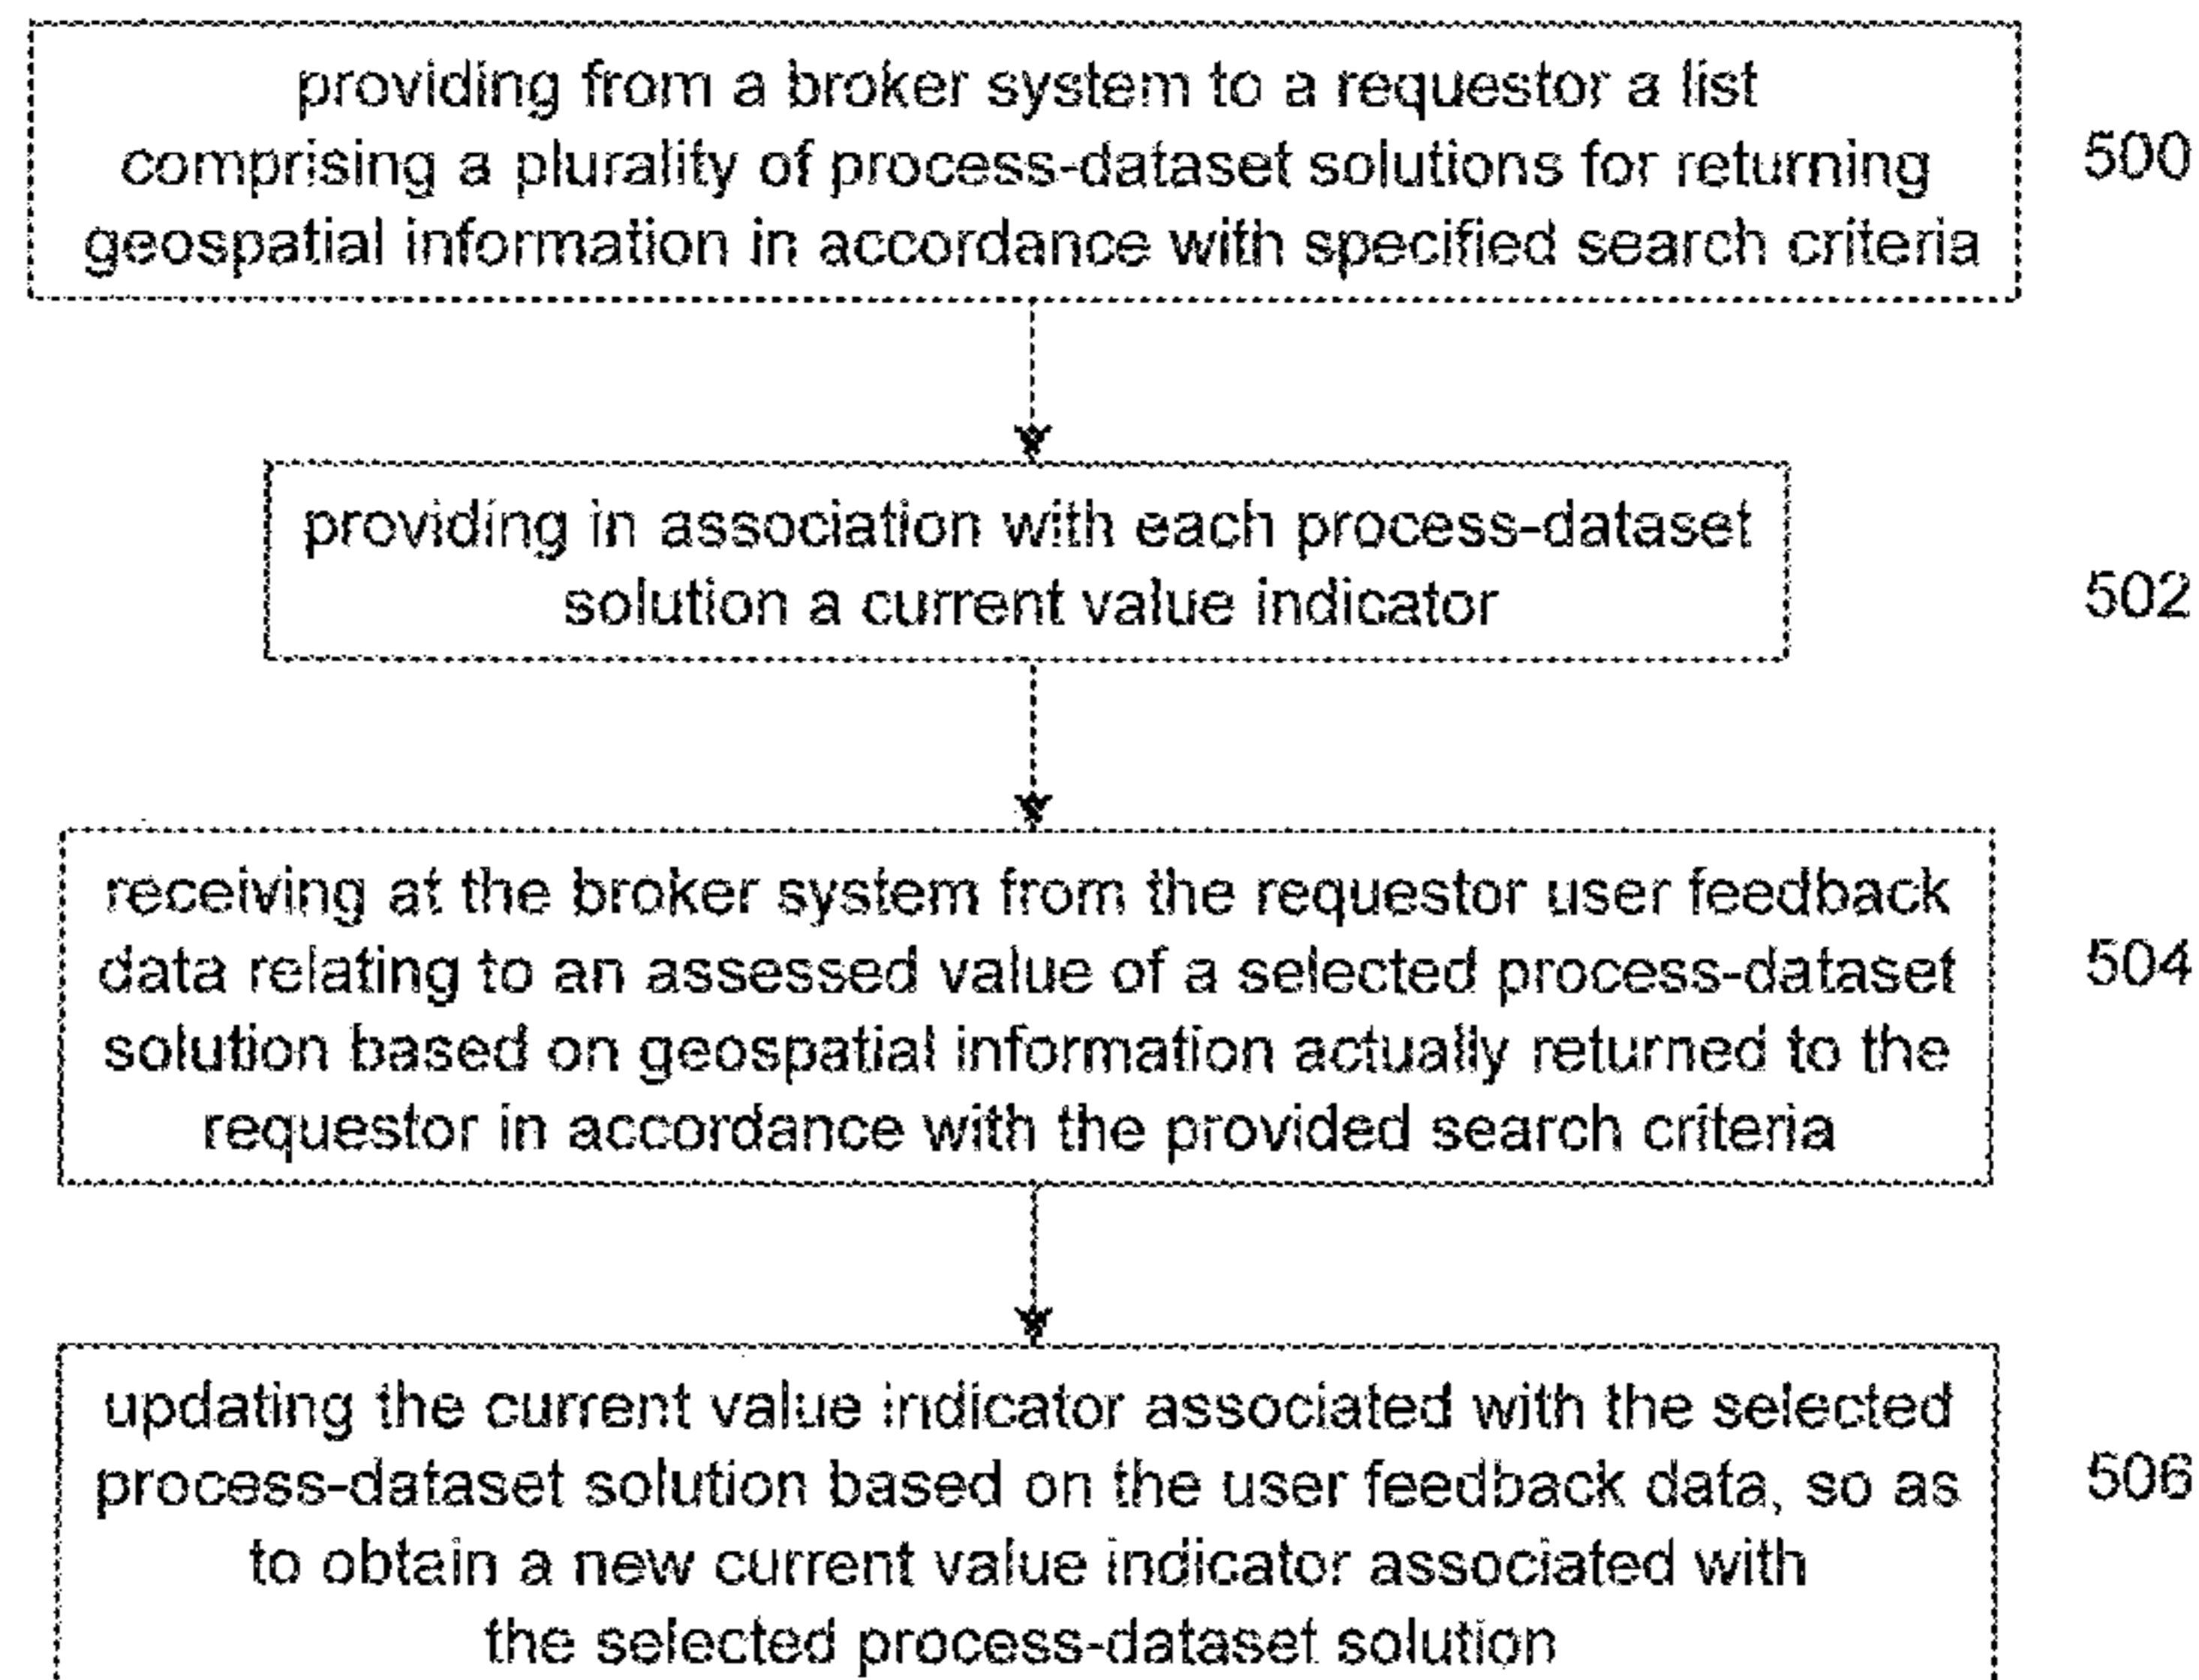 providing from a broker system to a requestor a list
comprising a plurality of process-dataset solutions for returning
geospatial information in accordance with specified search criteria
500
providing in association with each process-dataset
solution a current value indicator
502
receiving at the broker system from the requestor user feedback
data relating to an assessed value of a selected process-dataset
solution based on geospatial information actually returned to the
requestor in accordance with the provided search criteria
504
updating the current value indicator associated with the selected
process-dataset solution based on the user feedback data, so as
to obtain a new current value indicator associated with
the selected process-dataset solution
506